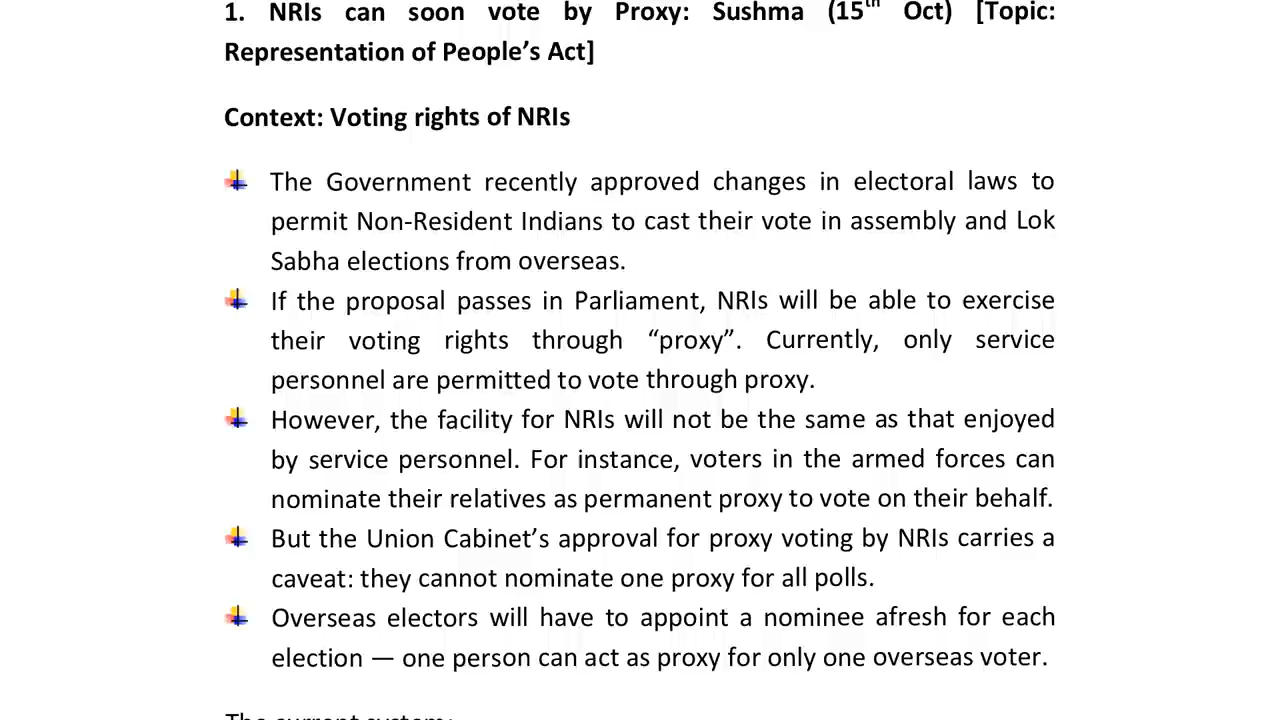 1. NRIs can soon vote by Proxy: Sushma (15th Oct) [Topic:
Representation of People’s Act]
Context: Voting rights of NRIs
The Government recently approved changes in electoral laws to
permit Non-Resident Indians to cast their vote in assembly and Lok
Sabha elections from overseas.
If the proposal passes in Parliament, NRIs will be able to exercise
their voting rights through “proxy”. Currently, only service
personnel are permitted to vote through proxy.
However, the facility for NRIs will not be the same as that enjoyed
by service personnel. For instance, voters in the armed forces can
nominate their relatives as permanent proxy to vote on their behalf.
But the Union Cabinet’s approval for proxy voting by NRIs carries a
caveat: they cannot nominate one proxy for all polls.
Overseas electors will have to appoint a nominee afresh for each
election — one person can act as proxy for only one overseas voter.
The current system: